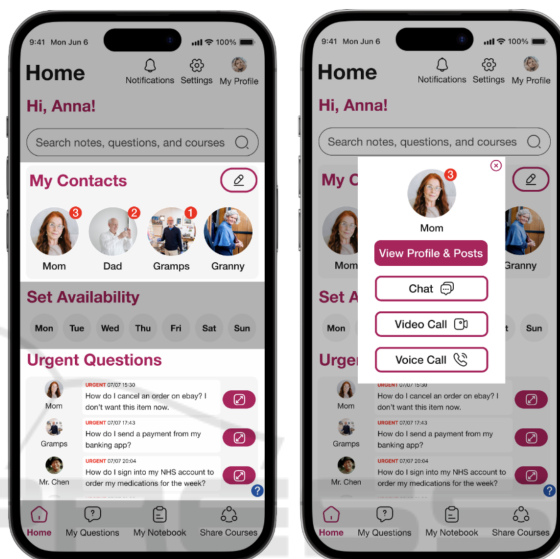 9:41 Mon Jun 6
100%
Home
Notifications
Settings
My Profile
Hi, Anna!
Search notes, questions, and courses
My Contacts
3
2
1
Mom
Dad
Gramps
Granny
Set Availability
Mon
Tue
Wed
Thu
Fri
Sat
Sun
Urgent Questions
Mom
URGENT 07/07 15:30
How do I cancel an order on ebay? I
don't want this item now.
Gramps
URGENT 07/07 17:43
How do I send a payment from my
banking app?
Mr. Chen
URGENT 07/07 20:04
How do I sign into my NHS account to
order my medications for the week?
?
Home
My Questions
My Notebook
Share Courses
9:41 Mon Jun 6
100%
Home
Notifications
Settings
My Profile
Hi, Anna!
Search notes, questions, and courses
My C
3
Mom
View Profile & Posts
Chat
Video Call
Voice Call
Mom
Granny
Set A
Mon
t
Sun
Urge
Mom
URGENT 07/07 15:30
How do I cancel an order on ebay? I
don't want this item now.
Gramps
URGENT 07/07 17:43
How do I send a payment from my
banking app?
Mr. Chen
URGENT 07/07 20:04
How do I sign into my NHS account to
order my medications for the week?
?
Home
My Questions
My Notebook
Share Courses